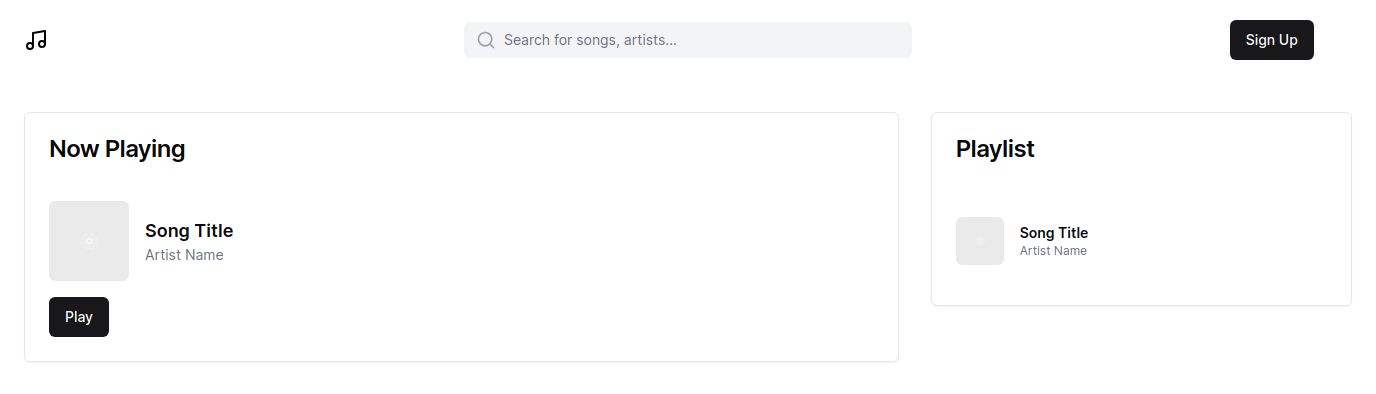 Search for songs, artists...
Sign Up
Now Playing
Song Title
Artist Name
Play
Playlist
Song Title
Artist Name